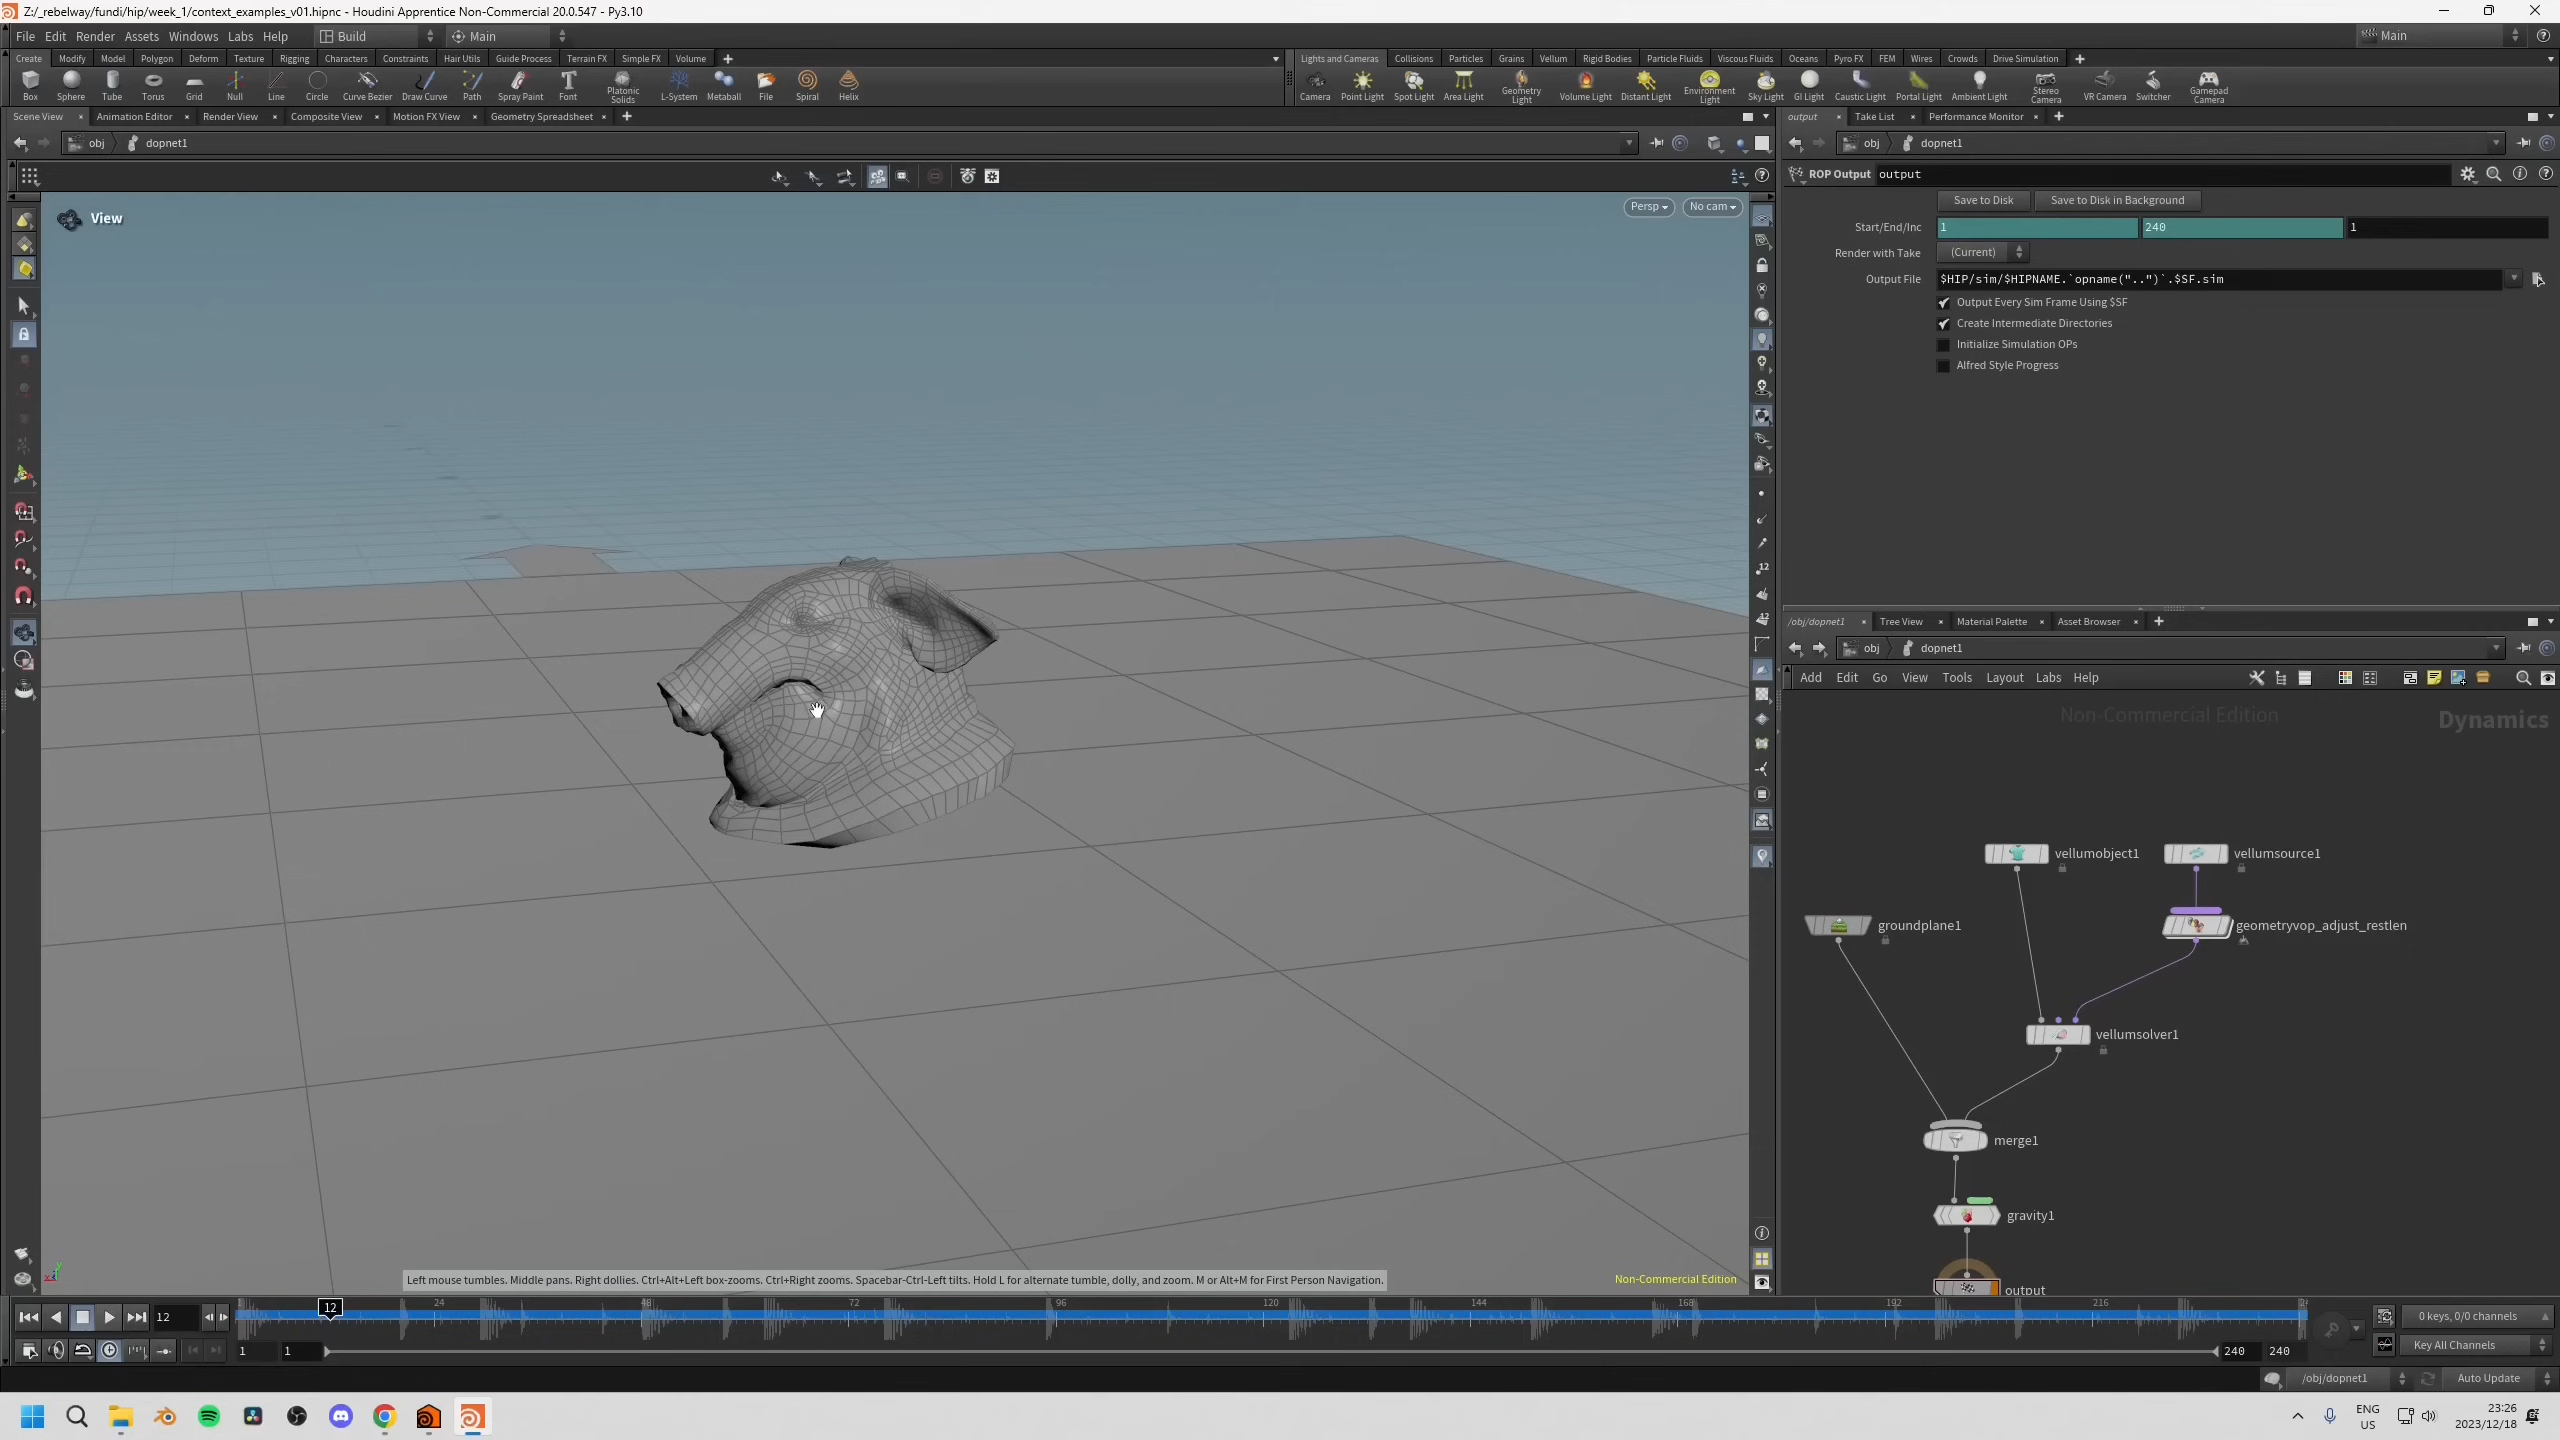 Z:/_rebelway/fundi/hip/week_1/context_examples_v01.hipnc - Houdini Apprentice Non-Commercial 20.0.547 - Py3.10
File Edit Render Assets Windows Labs Help Build Main Main
Create Modify Model Polygon Deform Texture Rigging Characters Constraints Hair Utils Guide Process Terrain FX Simple FX Volume
Lights and Cameras Collisions Particles Grains Vellum Rigid Bodies Particle Fluids Viscous Fluids Oceans Pyro FX FEM Wires Crowds Drive Simulation
Box Sphere Tube Torus Grid Null Line Circle Curve Bezier Draw Curve Path Spray Paint Font Platonic Solids L-System Metaball File Spiral Helix
Camera Point Light Spot Light Area Light Geometry Light Volume Light Distant Light Environment Light Sky Light GI Light Caustic Light Portal Light Ambient Light Stereo Camera VR Camera Switcher Gamepad Camera
Scene View Animation Editor Render View Composite View Motion FX View Geometry Spreadsheet
output Take List Performance Monitor
obj dopnet1
obj dopnet1
ROP Output output
View
Persp
No cam
Save to Disk Save to Disk in Background
Start/End/Inc 1 240 1
Render with Take (Current)
Output File $HIP/sim/$HIPNAME.`opname("..")`.$SF.sim
Output Every Sim Frame Using $SF
Create Intermediate Directories
Initialize Simulation OPs
Alfred Style Progress
/obj/dopnet1 Tree View Material Palette Asset Browser
obj dopnet1
Add Edit Go View Tools Layout Labs Help
Non-Commercial Edition
Dynamics
vellumobject1
vellumsource1
groundplane1
geometryvop_adjust_restlen
vellumsolver1
merge1
gravity1
output
Left mouse tumbles. Middle pans. Right dollies. Ctrl+Alt+Left box-zooms. Ctrl+Right zooms. Spacebar-Ctrl-Left tilts. Hold L for alternate tumble, dolly, and zoom. M or Alt+M for First Person Navigation.
Non-Commercial Edition
12
12 24 48 72 96 120 144 168 192 216
0 keys, 0/0 channels
1 1 240 240
Key All Channels
/obj/dopnet1 Auto Update
ENG
US
23:26
2023/12/18